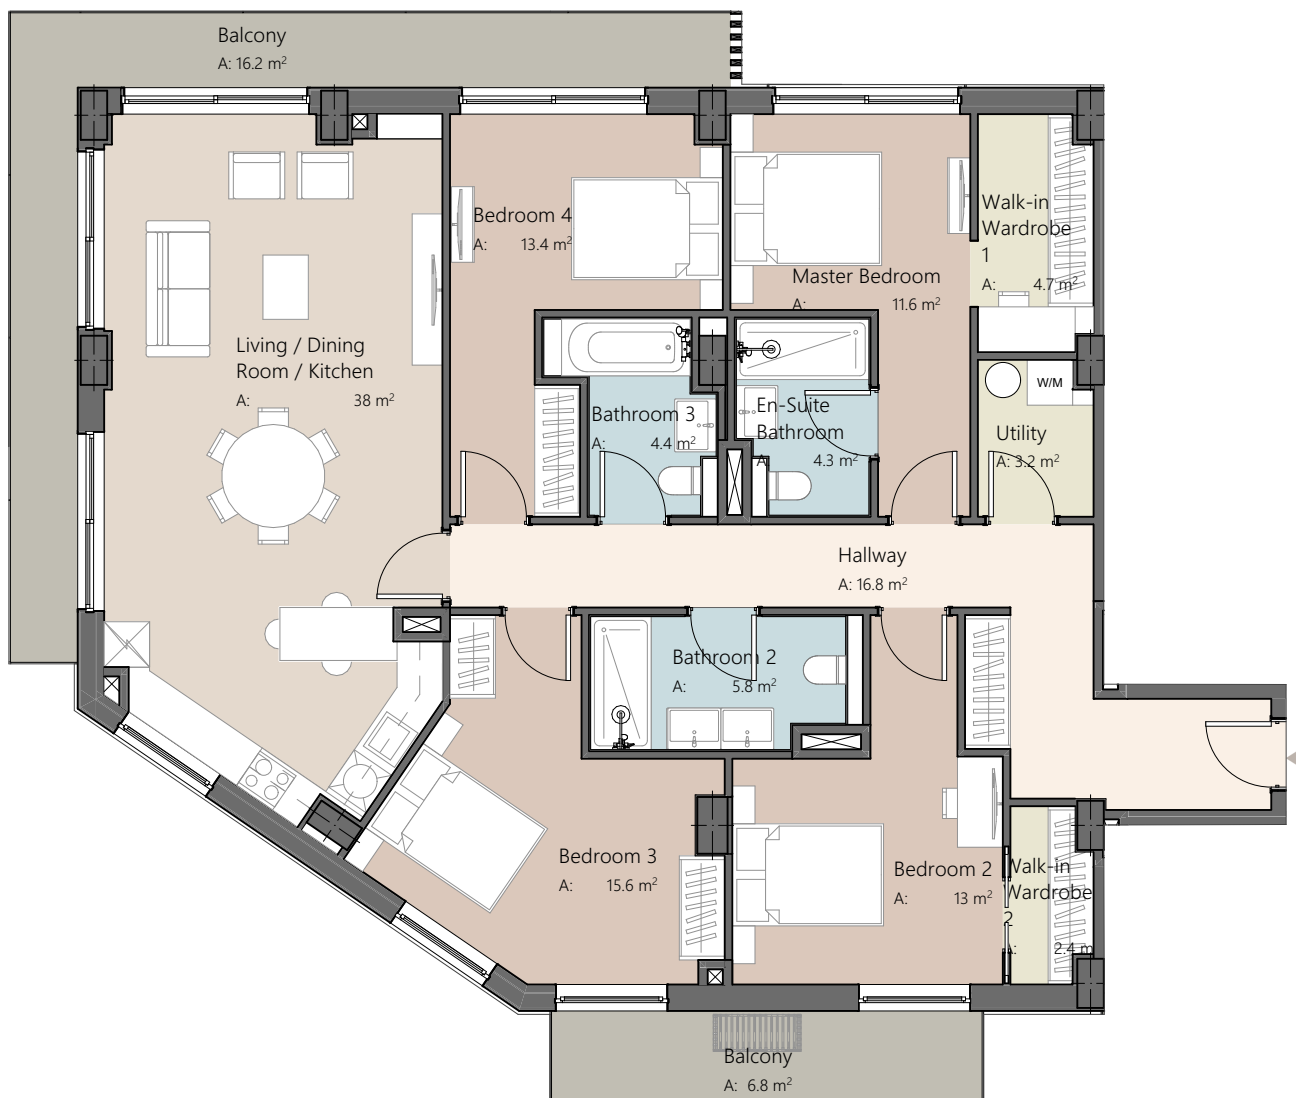 Balcony
A: 16.2 m²
Bedroom 4
A: 13.4 m²
Walk-in
Wardrobe
1
A: 4.7 m²
Master Bedroom
A: 11.6 m²
Living / Dining
Room / Kitchen
A: 38 m²
W/M
Bathroom 3
A: 4.4 m²
En-Suite
Bathroom
A: 4.3 m²
Utility
A: 3.2 m²
Hallway
A: 16.8 m²
Bathroom 2
A: 5.8 m²
Bedroom 3
A: 15.6 m²
Bedroom 2
A: 13 m²
Walk-in
Wardrobe
2
A: 2.4 m
Balcony
A: 6.8 m²